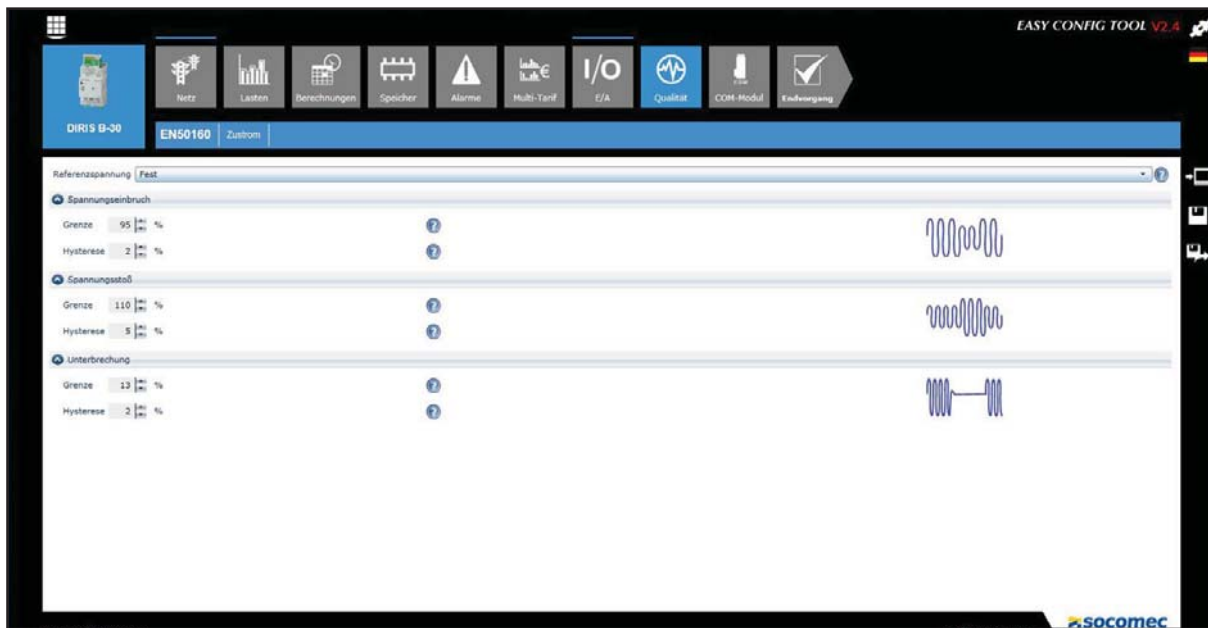 EASY CONFIG TOOL V2.4
DIRIS B-30
Netz
Lasten
Berechnungen
Speicher
Alarme
€
Multi-Tarif
I/O
E/A
Qualität
COM-Modul
Endvorgang
EN50160
Zustrom
Referenzspannung Fest
Spannungseinbruch
Grenze 95 %
Hysterese 2 %
Spannungsstoß
Grenze 110 %
Hysterese 5 %
Unterbrechung
Grenze 13 %
Hysterese 2 %
socomec